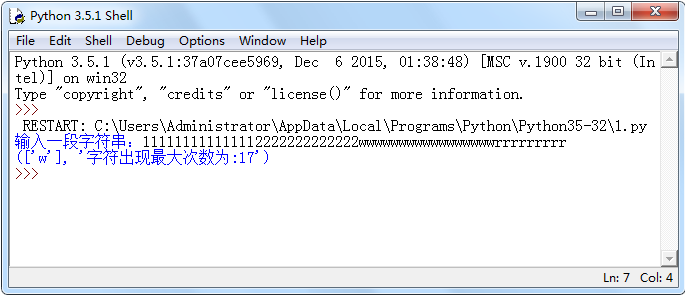 Python 3.5.1 Shell
File Edit Shell Debug Options Window Help
Python 3.5.1 (v3.5.1:37a07cee5969, Dec  6 2015, 01:38:48) [MSC v.1900 32 bit (In
tel)] on win32
Type "copyright", "credits" or "license()" for more information.
>>>
 RESTART: C:\Users\Administrator\AppData\Local\Programs\Python\Python35-32\1.py
输入一段字符串：111111111111112222222222222wwwwwwwwwwwwwwwwwrrrrrrrrr
(['w'], '字符出现最大次数为:17')
>>>
Ln: 7 Col: 4